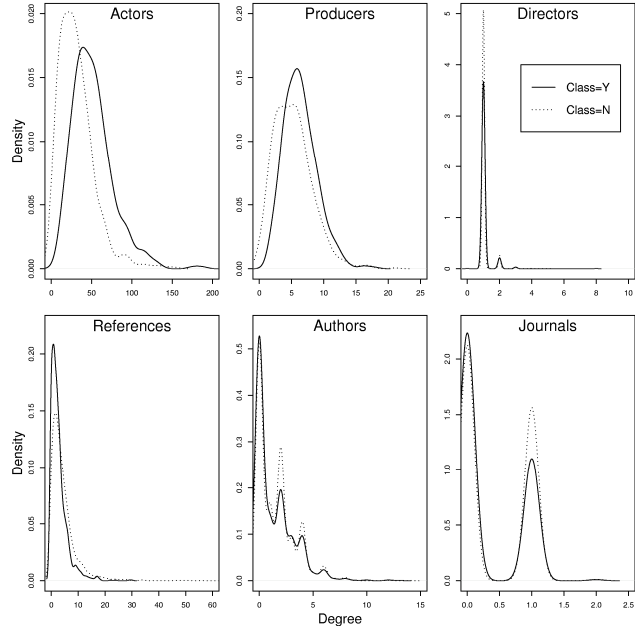 Actors
Density
0.000 0.005 0.010 0.015 0.020
0 50 100 150 200
Producers
0.00 0.05 0.10 0.15 0.20
0 5 10 15 20 25
Directors
0 1 2 3 4 5
0 2 4 6 8 10
Class=Y
Class=N
References
Density
0.00 0.05 0.10 0.15 0.20
0 10 20 30 40 50 60
Authors
0.0 0.1 0.2 0.3 0.4 0.5
0 5 10 15
Degree
Journals
0.0 0.5 1.0 1.5 2.0
0.0 0.5 1.0 1.5 2.0 2.5